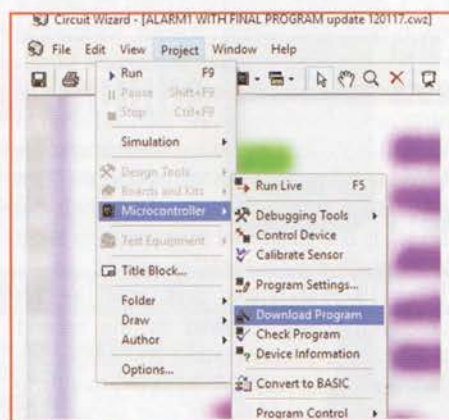 Circuit Wizard - [ALARM1 WITH FINAL PROGRAM update 120117.cwz]
File Edit View Project Window Help
Run F9
Pause Shift+F9
Stop Ctrl+F9
Simulation
Design Tools
Boards and Kits
Microcontroller
Test Equipment
Title Block...
Folder
Draw
Author
Options...
Run Live F5
Debugging Tools
Control Device
Calibrate Sensor
Program Settings...
Download Program
Check Program
Device Information
Convert to BASIC
Program Control